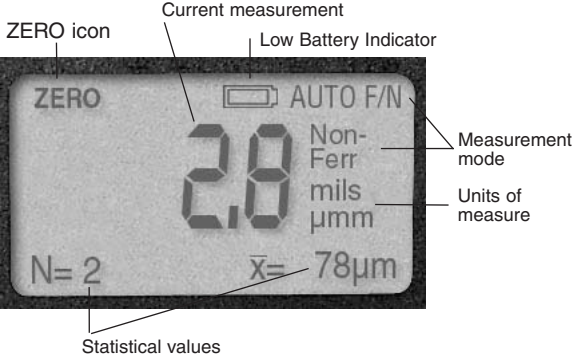 Current measurement
ZERO icon
Low Battery Indicator
ZERO AUTO F/N
2.8
Non-
Ferr
Measurement
mode
mils
µmm
Units of
measure
N= 2 x̅= 78µm
Statistical values